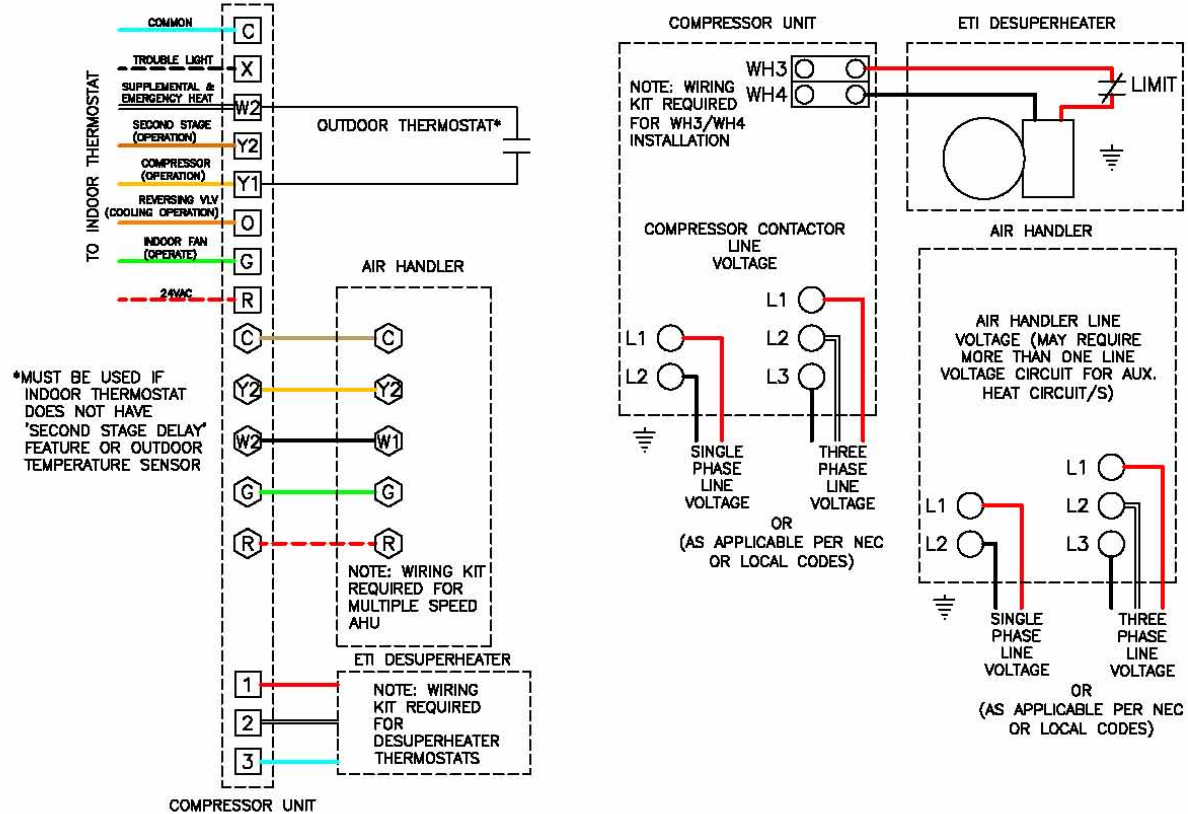 COMMON
C
TROUBLE LIGHT
X
SUPPLEMENTAL &
EMERGENCY HEAT
W2
SECOND STAGE
(OPERATION)
Y2
COMPRESSOR
(OPERATION)
Y1
REVERSING VLV
(COOLING OPERATION)
O
INDOOR FAN
(OPERATE)
G
24VAC
R
TO INDOOR THERMOSTAT
OUTDOOR THERMOSTAT*
AIR HANDLER
C
C
Y2
Y2
W2
W1
G
G
R
R
*MUST BE USED IF
INDOOR THERMOSTAT
DOES NOT HAVE
'SECOND STAGE DELAY'
FEATURE OR OUTDOOR
TEMPERATURE SENSOR
NOTE: WIRING KIT
REQUIRED FOR
MULTIPLE SPEED
AHU
ETI DESUPERHEATER
1
2
3
NOTE: WIRING
KIT REQUIRED
FOR
DESUPERHEATER
THERMOSTATS
COMPRESSOR UNIT
COMPRESSOR UNIT
WH3
WH4
NOTE: WIRING
KIT REQUIRED
FOR WH3/WH4
INSTALLATION
COMPRESSOR CONTACTOR
LINE
VOLTAGE
L1
L2
L1
L2
L3
SINGLE
PHASE
LINE
VOLTAGE
THREE
PHASE
LINE
VOLTAGE
OR
(AS APPLICABLE PER NEC
OR LOCAL CODES)
ETI DESUPERHEATER
LIMIT
AIR HANDLER
AIR HANDLER LINE
VOLTAGE (MAY REQUIRE
MORE THAN ONE LINE
VOLTAGE CIRCUIT FOR AUX.
HEAT CIRCUIT/S)
L1
L2
L1
L2
L3
SINGLE
PHASE
LINE
VOLTAGE
THREE
PHASE
LINE
VOLTAGE
OR
(AS APPLICABLE PER NEC
OR LOCAL CODES)